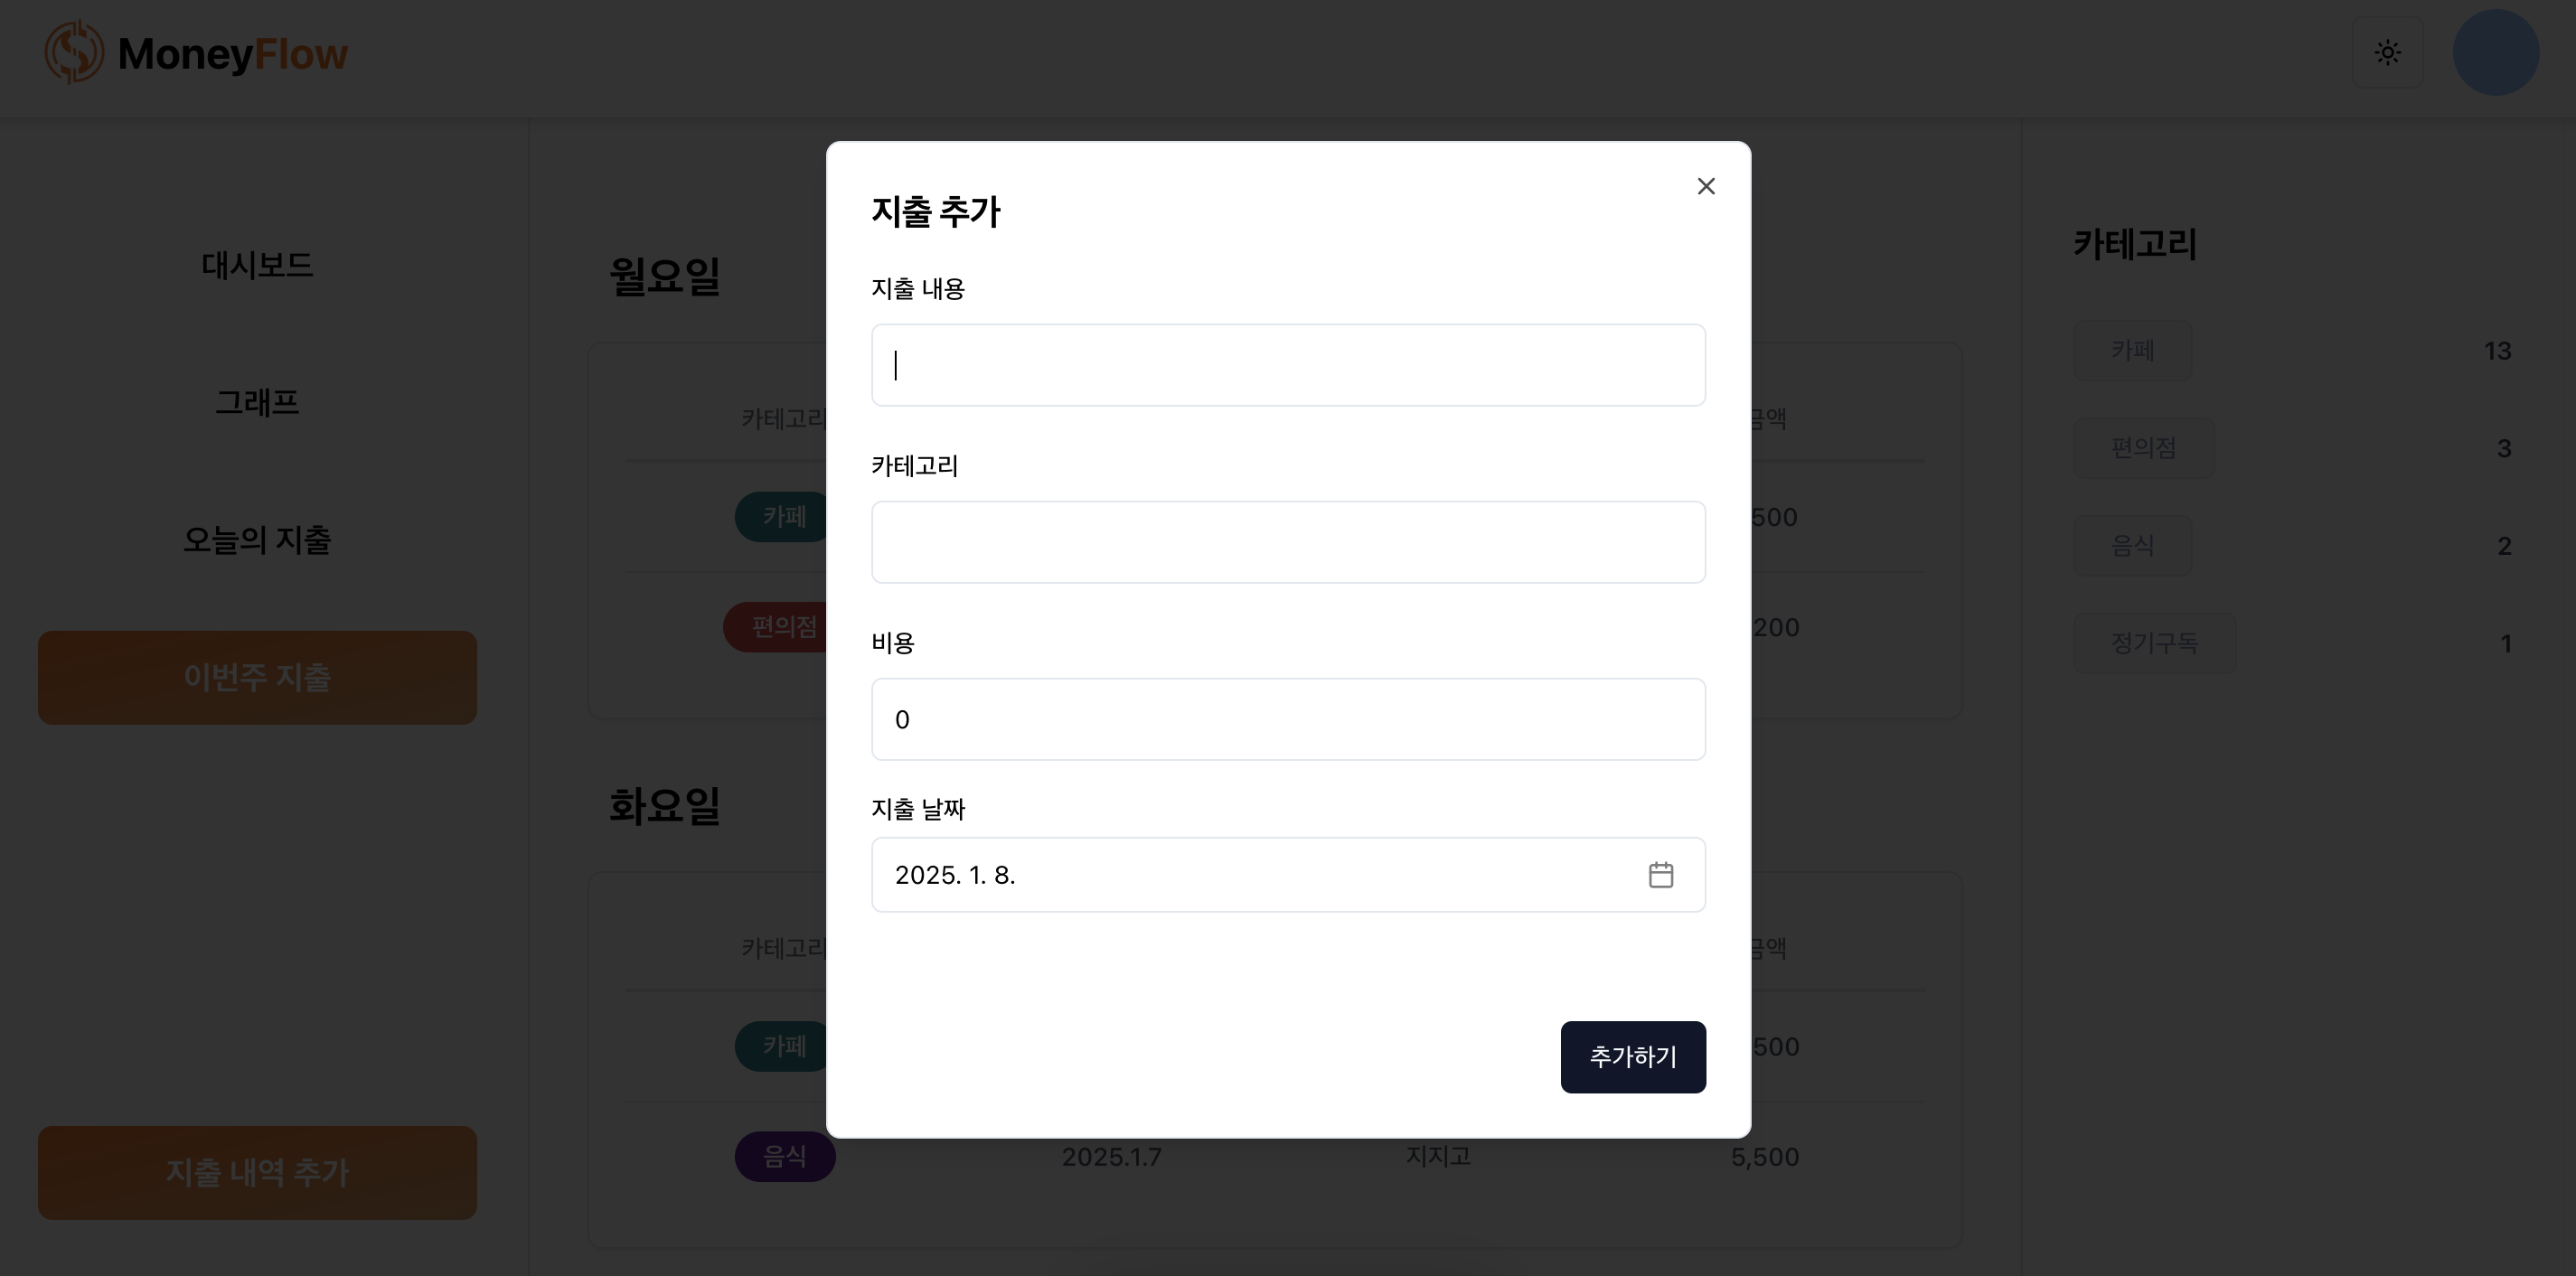 MoneyFlow
대시보드
그래프
오늘의 지출
이번주 지출
지출 내역 추가
월요일
카테고리
금액
카페
500
편의점
200
화요일
카테고리
금액
카페
500
음식 2025.1.7 지지고 5,500
지출 추가
지출 내용
카테고리
비용
0
지출 날짜
2025. 1. 8.
추가하기
카테고리
카페 13
편의점 3
음식 2
정기구독 1